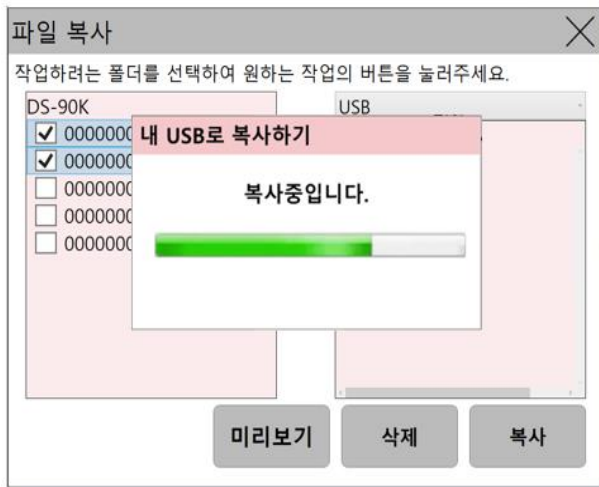 파일 복사
작업하려는 폴더를 선택하여 원하는 작업의 버튼을 눌러주세요.
DS-90K
USB
0000000
0000000
0000000
0000000
0000000
내 USB로 복사하기
복사중입니다.
미리보기
삭제
복사